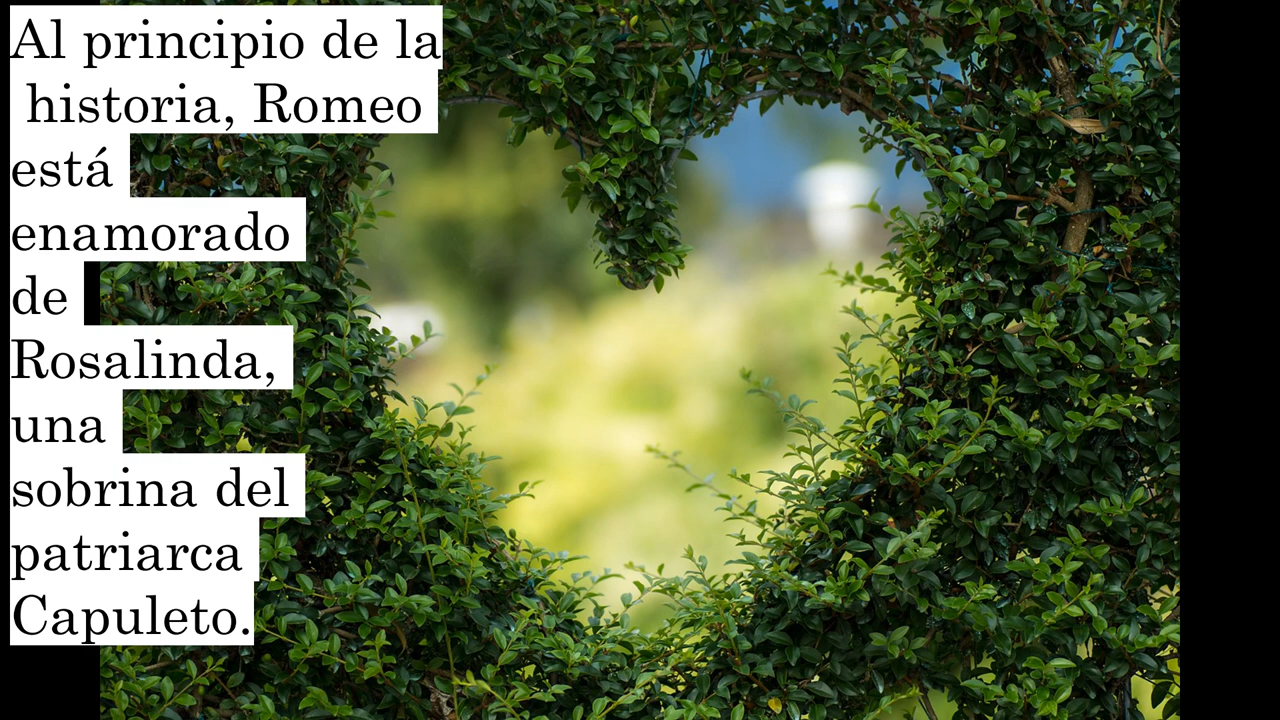 Al principio de la
historia, Romeo
está
enamorado
de
Rosalinda,
una
sobrina del
patriarca
Capuleto.